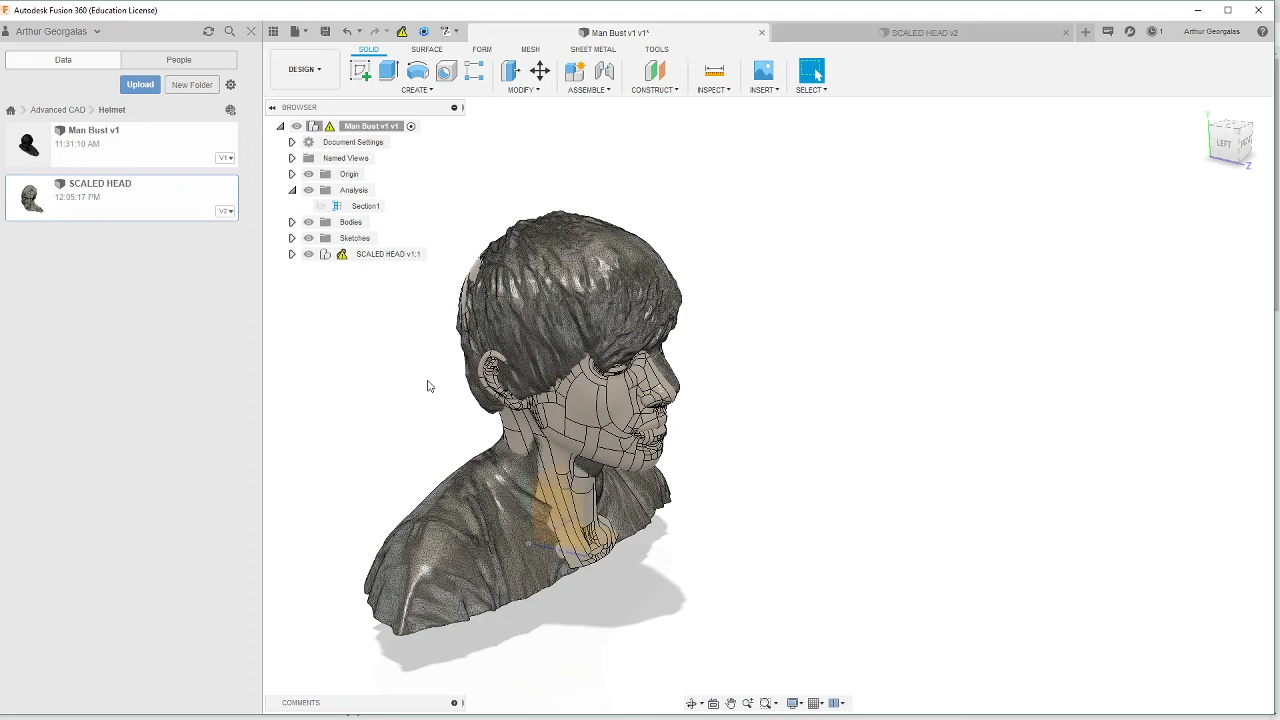 Autodesk Fusion 360 (Education License)
Arthur Georgalas
Man Bust v1 v1*
SCALED HEAD v2
1
Arthur Georgalas
Data
People
SOLID
SURFACE
FORM
MESH
SHEET METAL
TOOLS
DESIGN
Upload
New Folder
CREATE
MODIFY
ASSEMBLE
CONSTRUCT
INSPECT
INSERT
SELECT
Advanced CAD
Helmet
BROWSER
Man Bust v1
11:31:10 AM
V1
SCALED HEAD
12:05:17 PM
V2
Man Bust v1 v1
Document Settings
Named Views
Origin
Analysis
Section1
Bodies
Sketches
SCALED HEAD v1:1
Y
LEFT
Z
COMMENTS